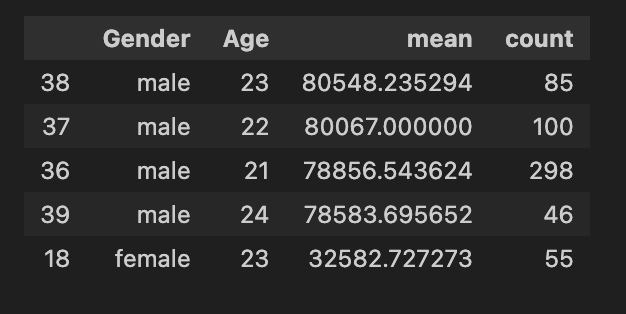 Gender Age mean count
38 male 23 80548.235294 85
37 male 22 80067.000000 100
36 male 21 78856.543624 298
39 male 24 78583.695652 46
18 female 23 32582.727273 55